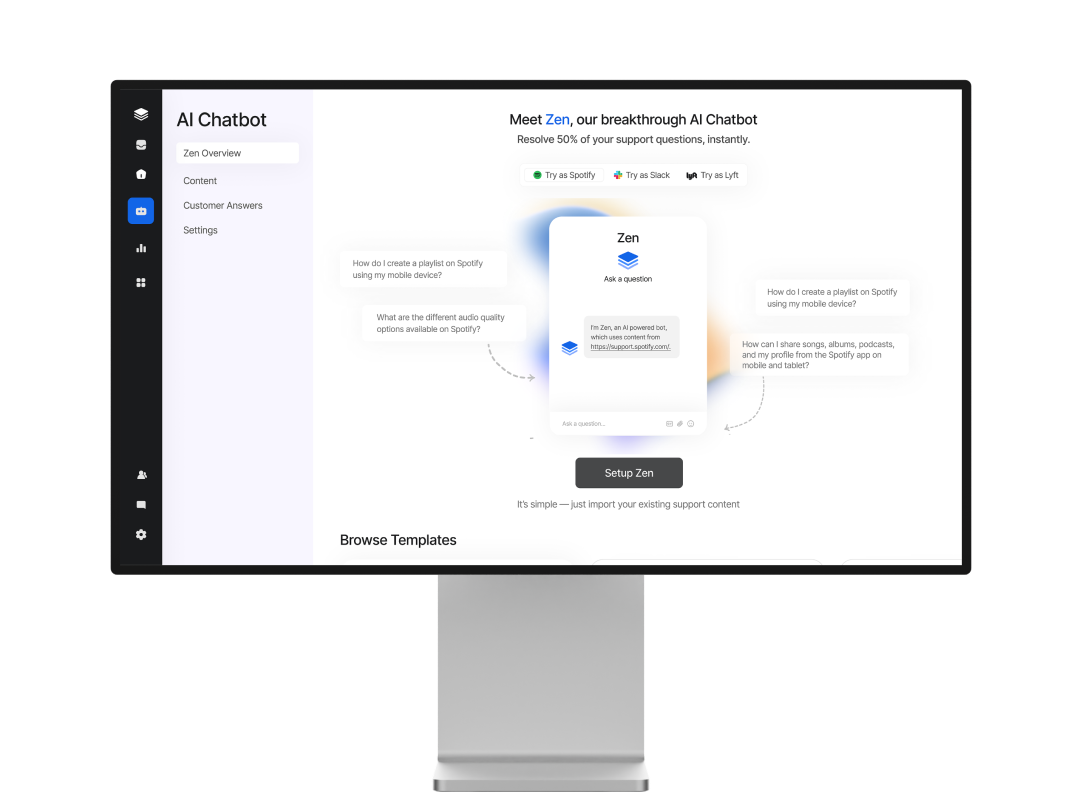 AI Chatbot
Zen Overview
Content
Customer Answers
Settings
Meet Zen, our breakthrough AI Chatbot
Resolve 50% of your support questions, instantly.
Try as Spotify
Try as Slack
lyft Try as Lyft
How do I create a playlist on Spotify
using my mobile device?
What are the different audio quality
options available on Spotify?
Zen
Ask a question
I'm Zen, an AI powered bot,
which uses content from
https://support.spotify.com/.
Ask a question...
How do I create a playlist on Spotify
using my mobile device?
How can I share songs, albums, podcasts,
and my profile from the Spotify app on
mobile and tablet?
Setup Zen
It's simple — just import your existing support content
Browse Templates